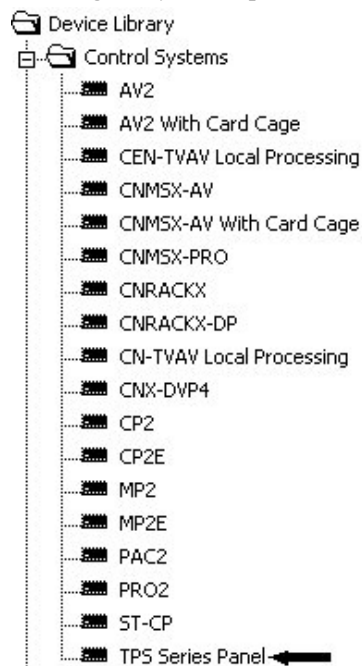 Device Library
Control Systems
AV2
AV2 With Card Cage
CEN-TVAV Local Processing
CNMSX-AV
CNMSX-AV With Card Cage
CNMSX-PRO
CNRACKX
CNRACKX-DP
CN-TVAV Local Processing
CNX-DVP4
CP2
CP2E
MP2
MP2E
PAC2
PRO2
ST-CP
TPS Series Panel